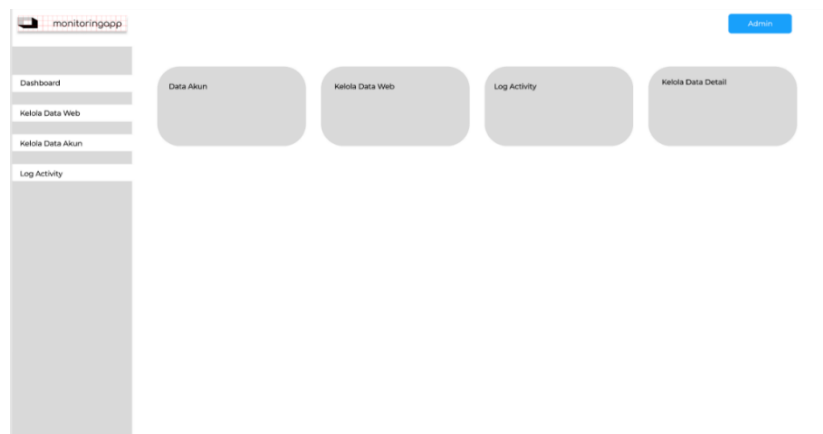 monitoringapp
Admin
Dashboard
Kelola Data Web
Kelola Data Akun
Log Activity
Data Akun
Kelola Data Web
Log Activity
Kelola Data Detail